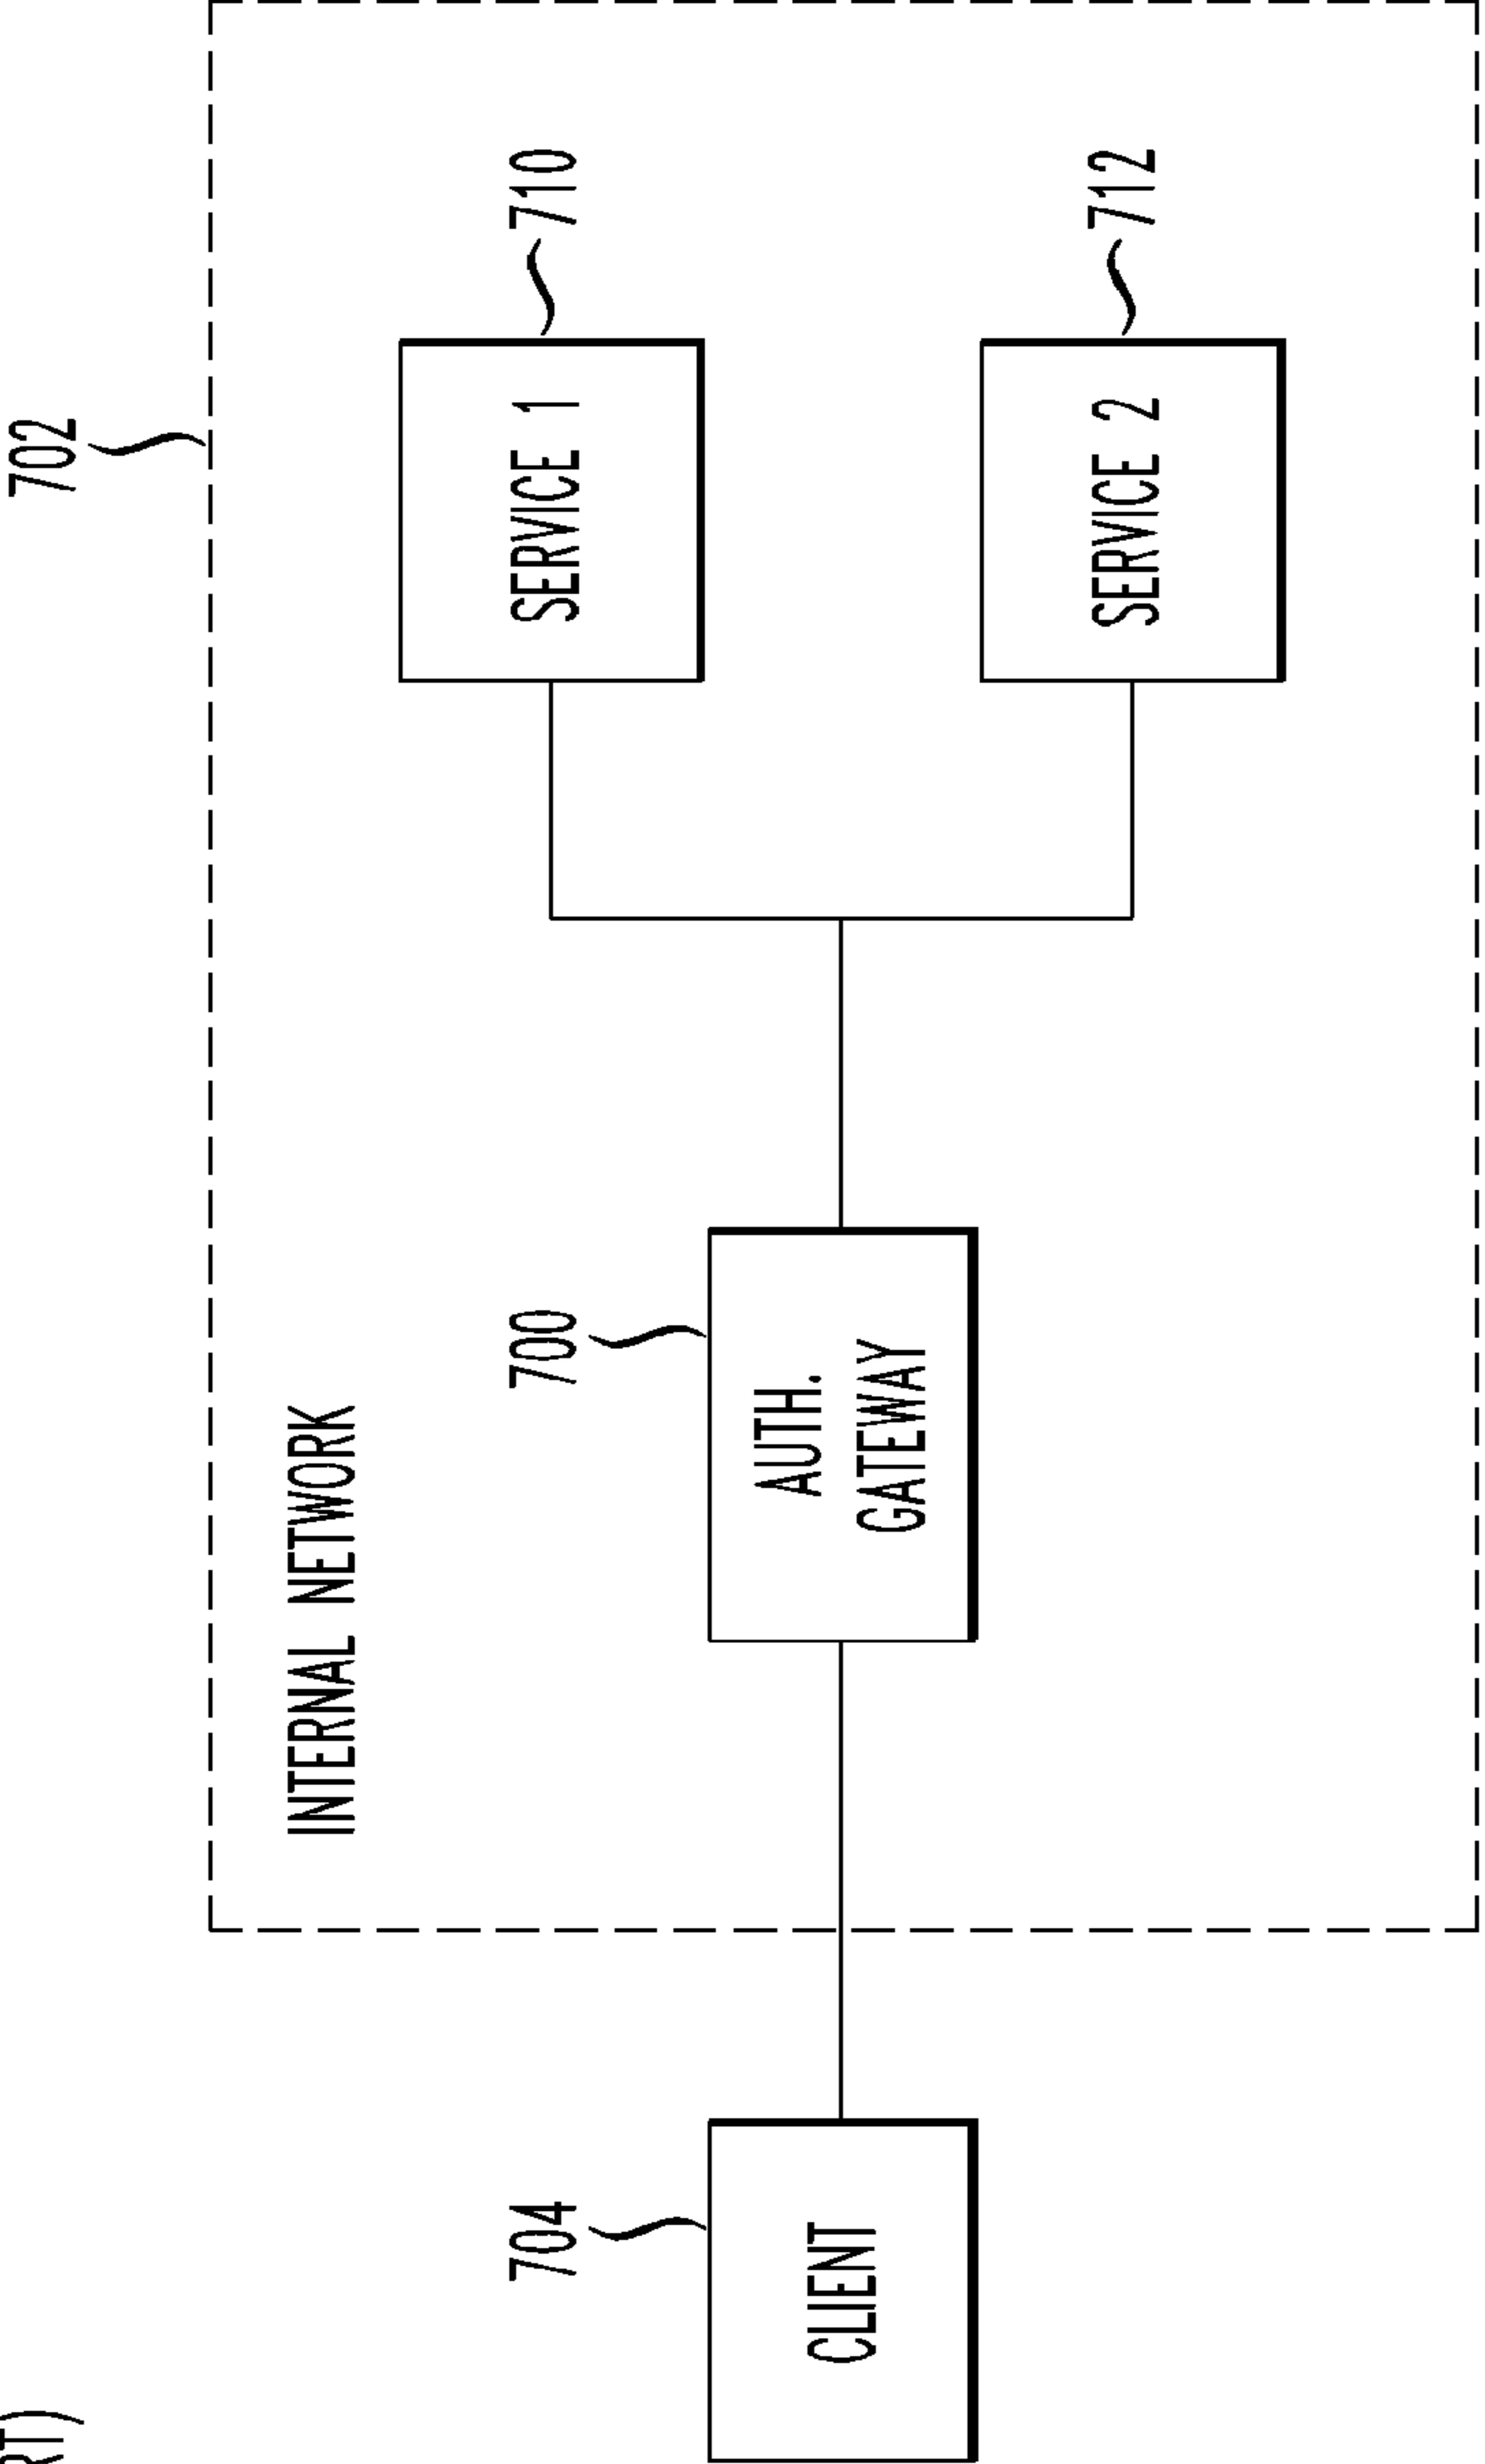 702
INTERNAL NETWORK
704
CLIENT
700
AUTH.
GATEWAY
710
SERVICE 1
712
SERVICE 2